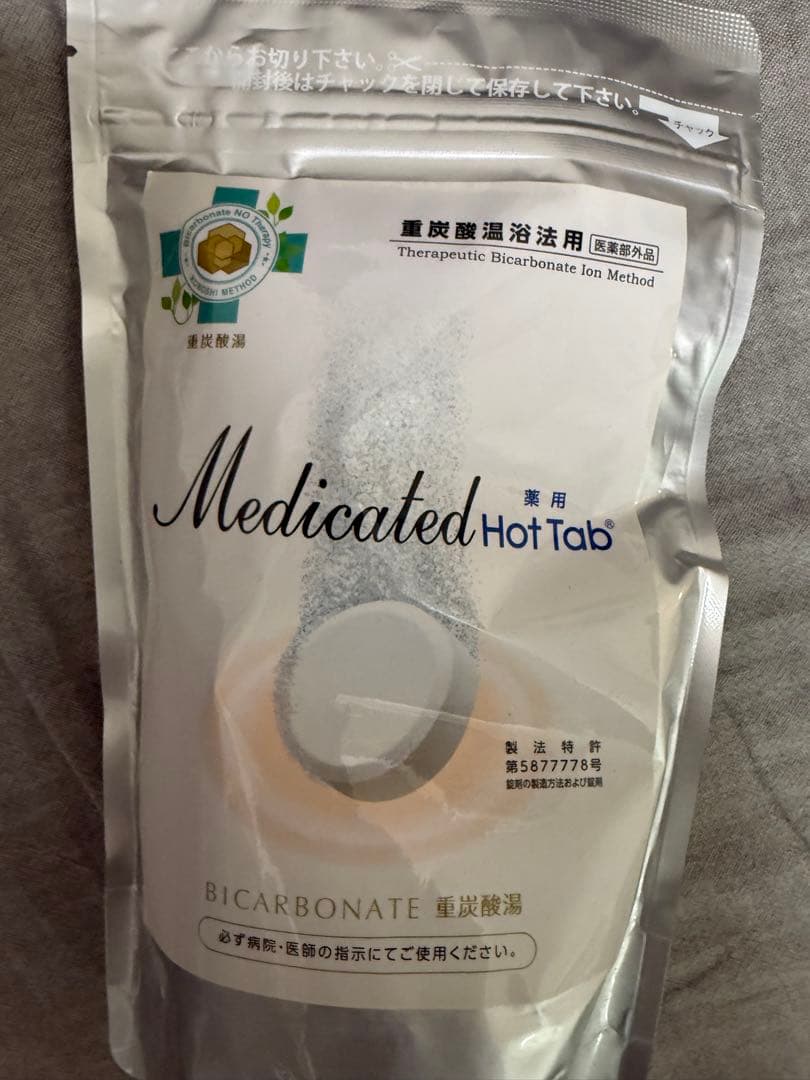 からお切り下さい。
開封後はチャックを閉じて保存して下さい。
チャック
Bicarbonate NO Therapy
METHOD
重炭酸湯
重炭酸温浴法用 医薬部外品
Therapeutic Bicarbonate Ion Method
Medicated 薬用 Hot Tab®
製法特許
第5877778号
錠剤の製造方法および錠剤
BICARBONATE 重炭酸湯
必ず病院・医師の指示にてご使用ください。